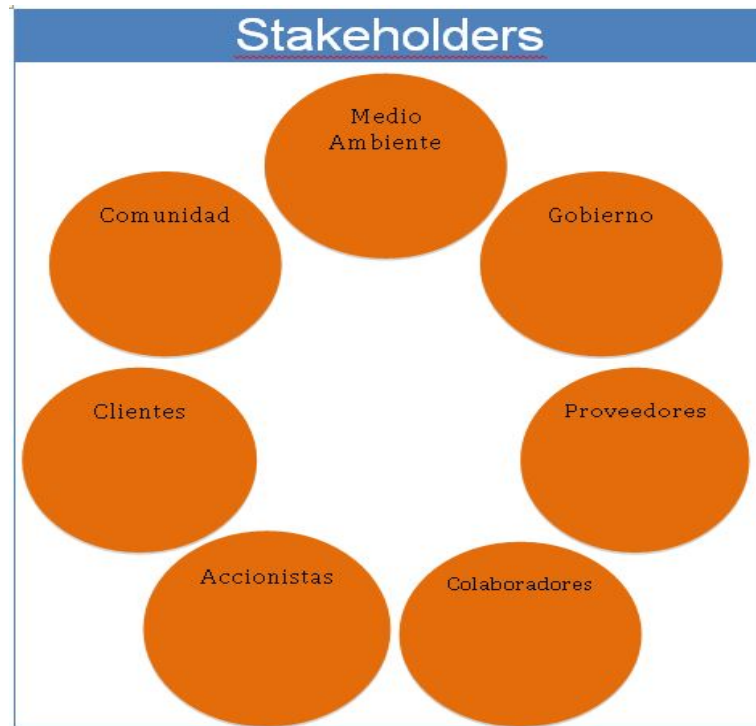 Stakeholders
Medio
Ambiente
Comunidad
Gobierno
Clientes
Proveedores
Accionistas
Colaboradores